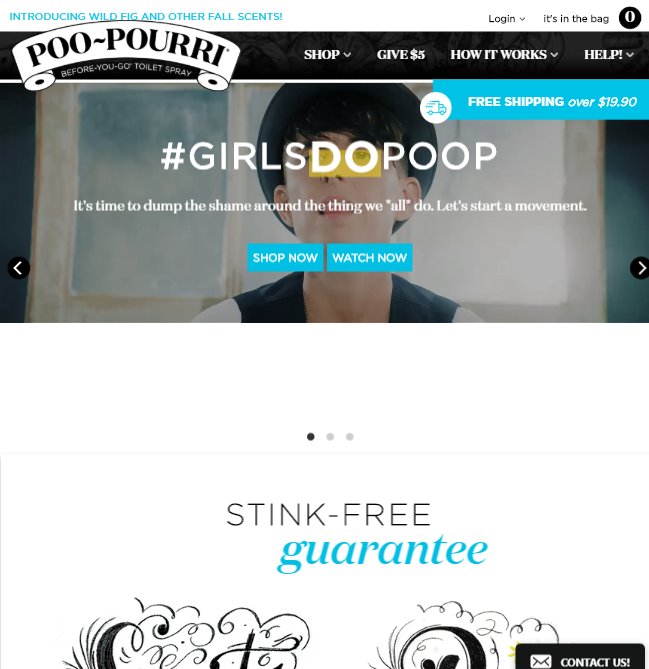 INTRODUCING WILD FIG AND OTHER FALL SCENTS!
Login it's in the bag 0
POO~POURRI®
BEFORE-YOU-GO® TOILET SPRAY
SHOP GIVE $5 HOW IT WORKS HELP!
FREE SHIPPING over $19.90
#GIRLSDOPOOP
It's time to dump the shame around the thing we "all" do. Let's start a movement.
SHOP NOW WATCH NOW
STINK-FREE
guarantee
CONTACT US!